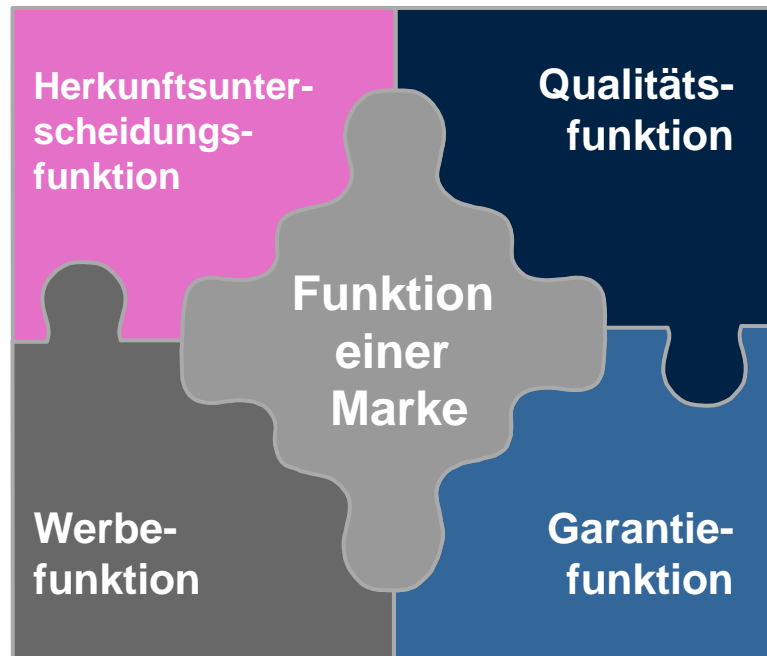 Herkunftsunter-
scheidungs-
funktion
Qualitäts-
funktion
Funktion
einer
Marke
Werbe-
funktion
Garantie-
funktion